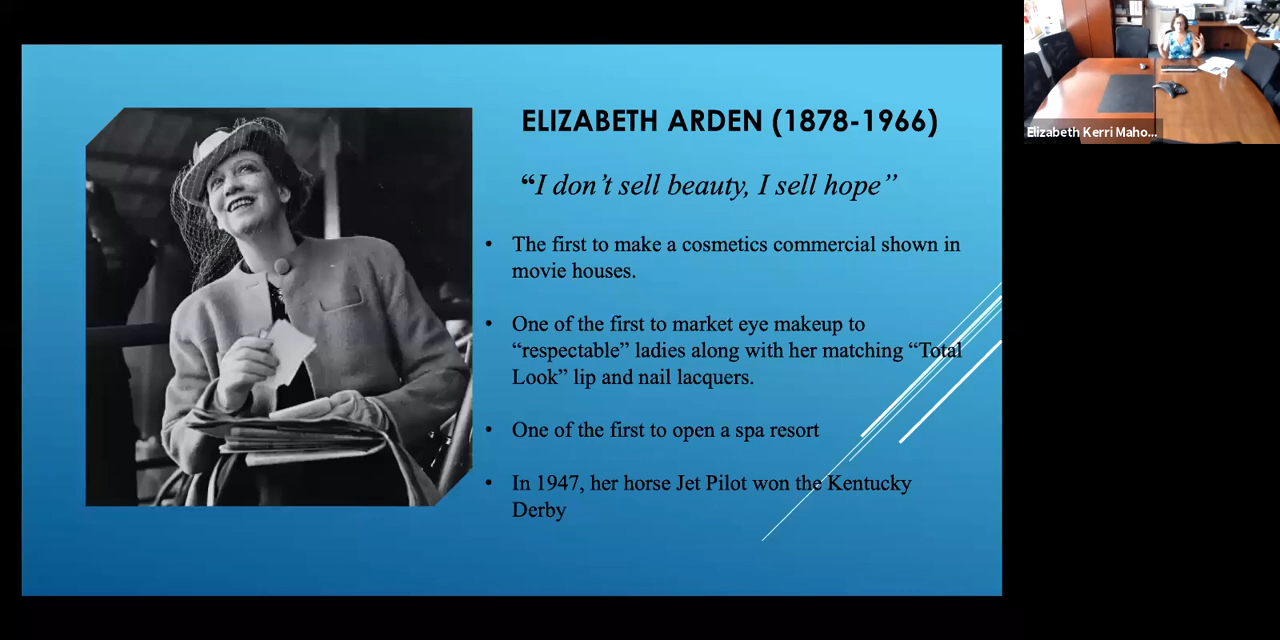 ELIZABETH ARDEN (1878-1966)
“I don’t sell beauty, I sell hope”
• The first to make a cosmetics commercial shown in
movie houses.
• One of the first to market eye makeup to
“respectable” ladies along with her matching “Total
Look” lip and nail lacquers.
• One of the first to open a spa resort
• In 1947, her horse Jet Pilot won the Kentucky
Derby
Elizabeth Kerri Maho...